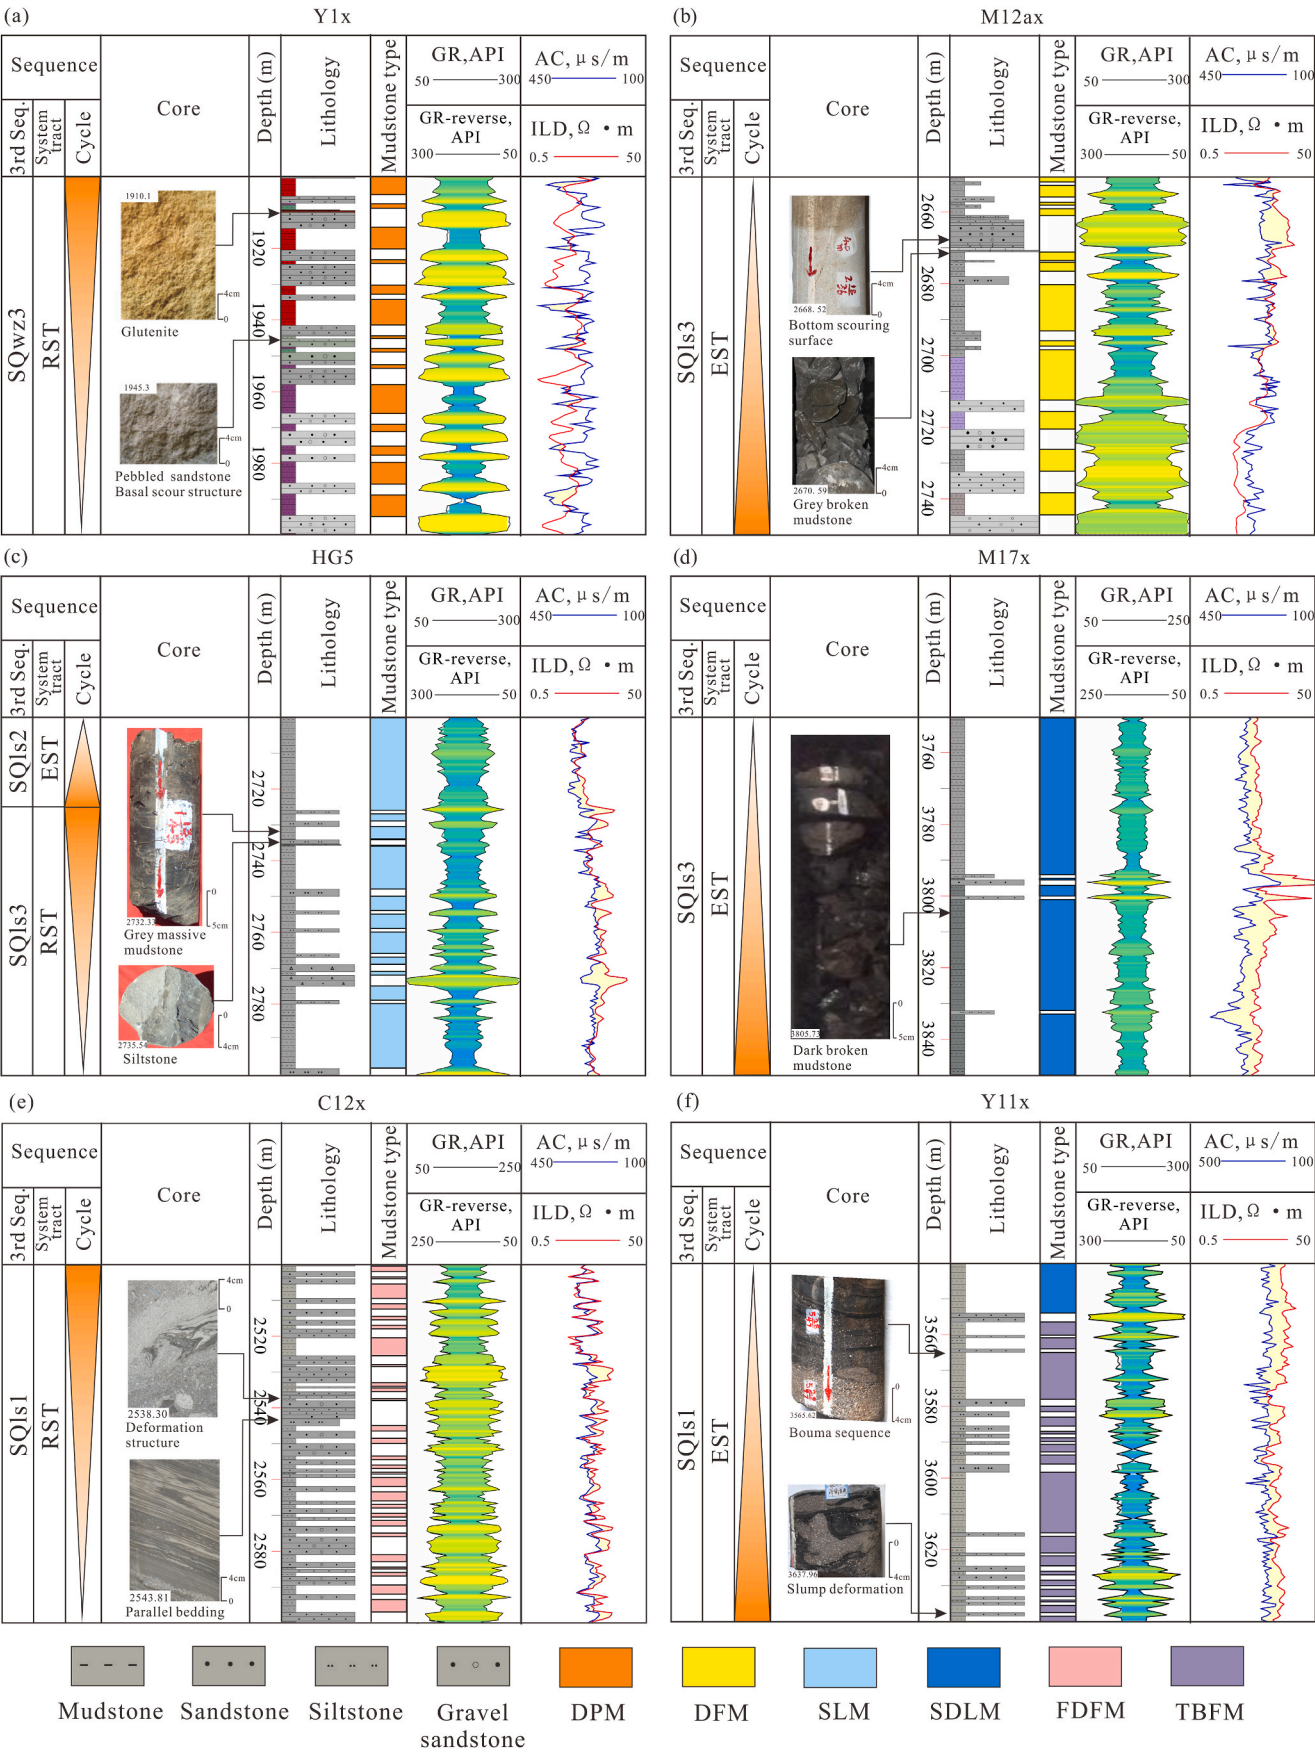 (a)
Y1x
Sequence
3rd Seq.
System
tract
Cycle
Core
Depth (m)
Lithology
Mudstone type
GR,API
50 300
GR-reverse,
API
300 50
AC, μs/m
450 100
ILD, Ω•m
0.5 50
SQwz3
RST
1910.1
4cm
0
Glutenite
1945.3
4cm
0
Pebbled sandstone
Basal scour structure
1920
1940
1960
1980
(b)
M12ax
Sequence
3rd Seq.
System
tract
Cycle
Core
Depth (m)
Lithology
Mudstone type
GR,API
50 300
GR-reverse,
API
300 50
AC, μs/m
450 100
ILD, Ω•m
0.5 50
SQls3
EST
4cm
0
2668.52
Bottom scouring
surface
4cm
0
2670.59
Grey broken
mudstone
2660
2680
2700
2720
2740
(c)
HG5
Sequence
3rd Seq.
System
tract
Cycle
Core
Depth (m)
Lithology
Mudstone type
GR,API
50 300
GR-reverse,
API
300 50
AC, μs/m
450 100
ILD, Ω•m
0.5 50
SQls2
EST
SQls3
RST
0
5cm
2732.33
Grey massive
mudstone
0
4cm
2735.54
Siltstone
2720
2740
2760
2780
(d)
M17x
Sequence
3rd Seq.
System
tract
Cycle
Core
Depth (m)
Lithology
Mudstone type
GR,API
50 250
GR-reverse,
API
250 50
AC, μs/m
450 100
ILD, Ω•m
0.5 50
SQls3
EST
0
5cm
3805.73
Dark broken
mudstone
3760
3780
3800
3820
3840
(e)
C12x
Sequence
3rd Seq.
System
tract
Cycle
Core
Depth (m)
Lithology
Mudstone type
GR,API
50 250
GR-reverse,
API
250 50
AC, μs/m
450 100
ILD, Ω•m
0.5 50
SQls1
RST
4cm
0
2538.30
Deformation
structure
4cm
0
2543.81
Parallel bedding
2520
2540
2560
2580
(f)
Y11x
Sequence
3rd Seq.
System
tract
Cycle
Core
Depth (m)
Lithology
Mudstone type
GR,API
50 300
GR-reverse,
API
300 50
AC, μs/m
500 100
ILD, Ω•m
0.5 50
SQls1
EST
0
4cm
3565.62
Bouma sequence
0
4cm
3637.96
Slump deformation
3560
3580
3600
3620
Mudstone
Sandstone
Siltstone
Gravel
sandstone
DPM
DFM
SLM
SDLM
FDFM
TBFM